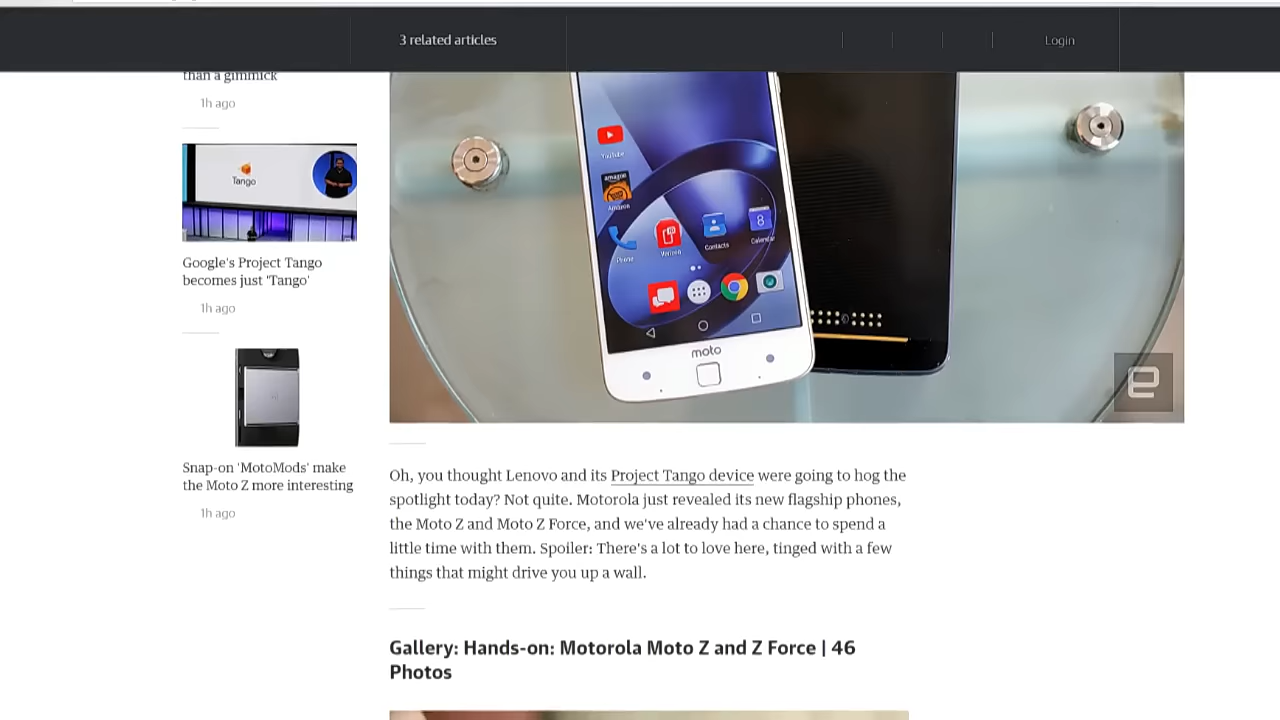 3 related articles
Login
than a gimmick
1h ago
Tango
Google's Project Tango
becomes just 'Tango'
1h ago
Snap-on 'MotoMods' make
the Moto Z more interesting
1h ago
YouTube
amazon
Amazon
Phone
Verizon
Contacts
8
Calendar
moto
e
Oh, you thought Lenovo and its Project Tango device were going to hog the
spotlight today? Not quite. Motorola just revealed its new flagship phones,
the Moto Z and Moto Z Force, and we've already had a chance to spend a
little time with them. Spoiler: There's a lot to love here, tinged with a few
things that might drive you up a wall.
Gallery: Hands-on: Motorola Moto Z and Z Force | 46
Photos